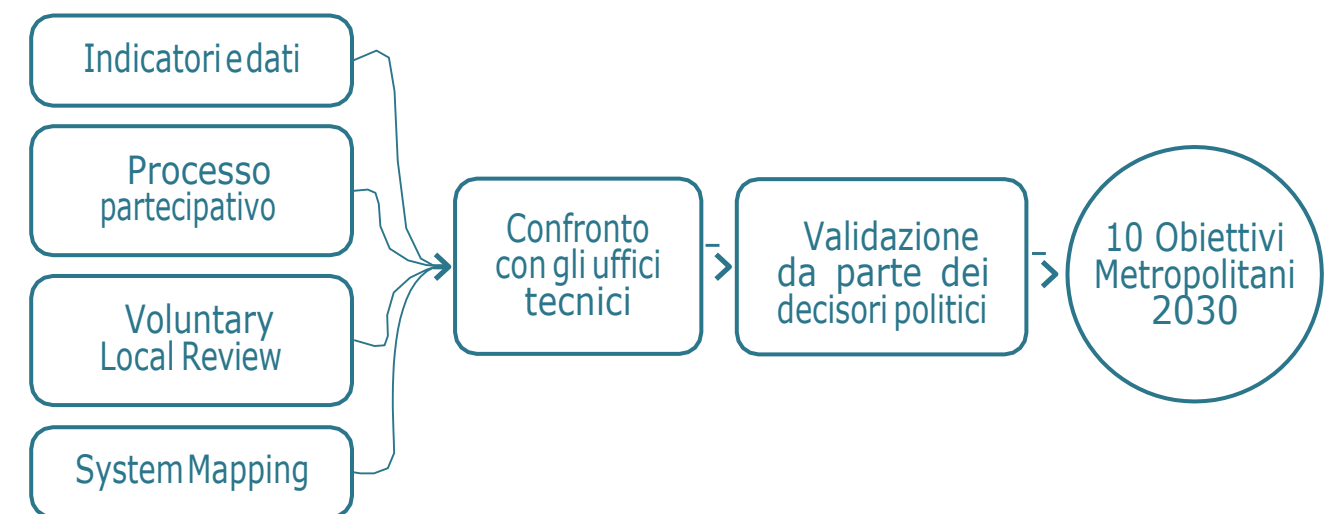 Indicatori e dati
Processo
partecipativo
Voluntary
Local Review
System Mapping
Confronto
con gli uffici
tecnici
Validazione
da parte dei
decisori politici
10 Obiettivi
Metropolitani
2030